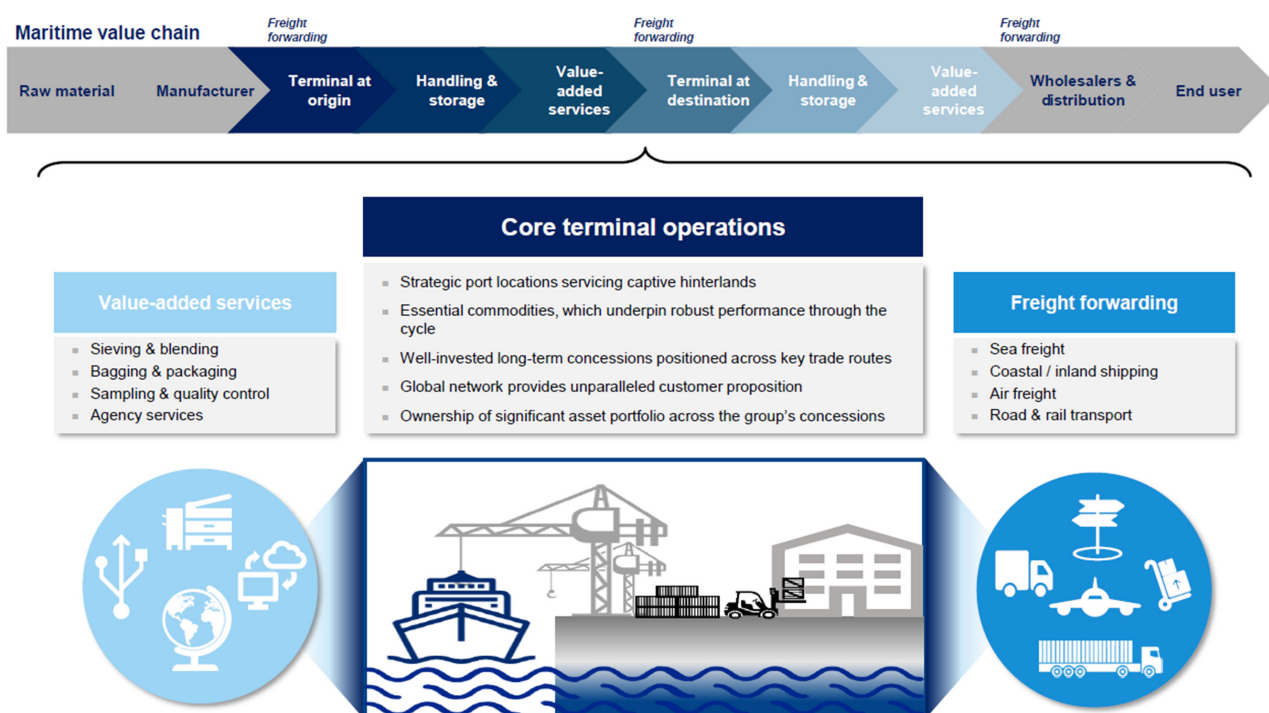 Maritime value chain
Freight
forwarding
Freight
forwarding
Freight
forwarding
Raw material
Manufacturer
Terminal at
origin
Handling &
storage
Value-
added
services
Terminal at
destination
Handling &
storage
Value-
added
services
Wholesalers &
distribution
End user
Core terminal operations
Strategic port locations servicing captive hinterlands
Essential commodities, which underpin robust performance through the
cycle
Well-invested long-term concessions positioned across key trade routes
Global network provides unparalleled customer proposition
Ownership of significant asset portfolio across the group's concessions
Value-added services
Sieving & blending
Bagging & packaging
Sampling & quality control
Agency services
Freight forwarding
Sea freight
Coastal / inland shipping
Air freight
Road & rail transport